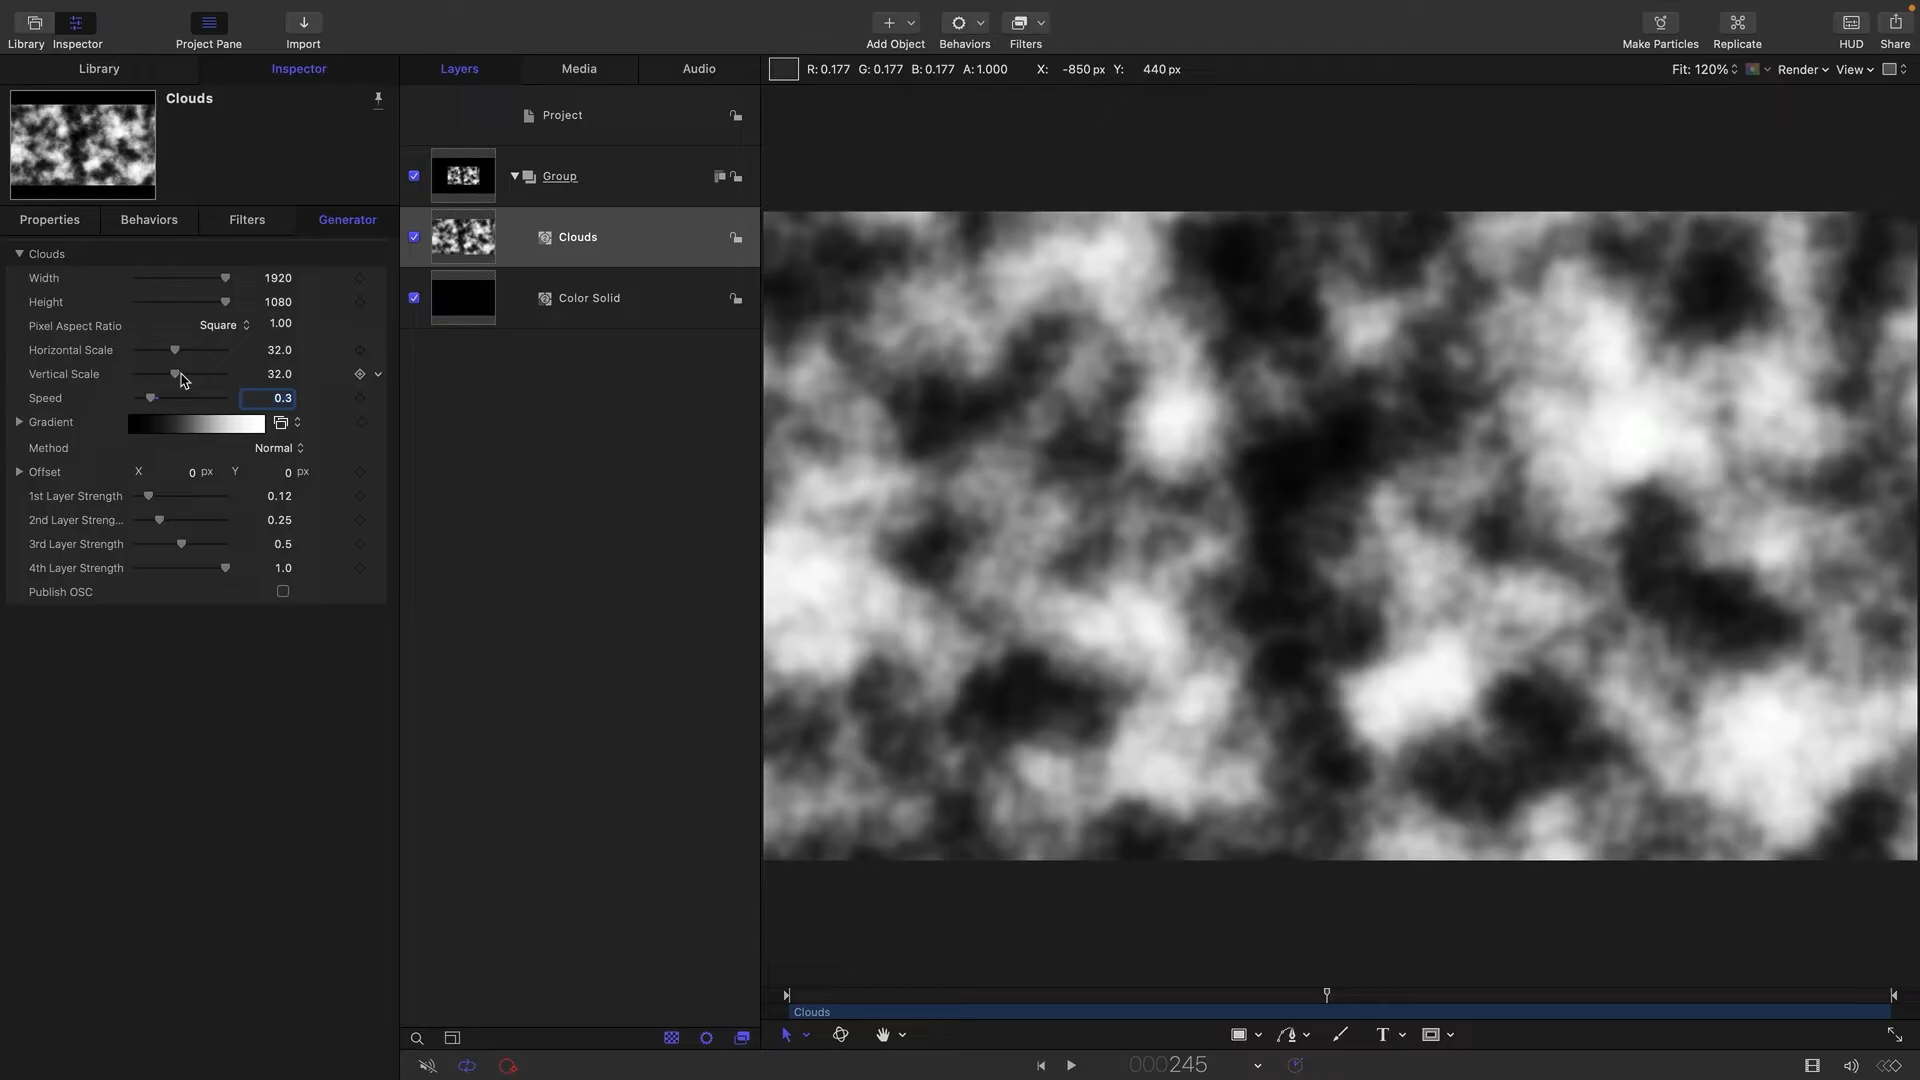 Library Inspector Project Pane Import Add Object Behaviors Filters Make Particles Replicate HUD Share
Library Inspector Layers Media Audio R: 0.177 G: 0.177 B: 0.177 A: 1.000 X: -850 px Y: 440 px Fit: 120% Render View
Clouds
Project
Group
Properties Behaviors Filters Generator
Clouds
Clouds
Width 1920
Color Solid
Height 1080
Pixel Aspect Ratio Square 1.00
Horizontal Scale 32.0
Vertical Scale 32.0
Speed 0.3
Gradient
Method Normal
Offset X 0 px Y 0 px
1st Layer Strength 0.12
2nd Layer Streng... 0.25
3rd Layer Strength 0.5
4th Layer Strength 1.0
Publish OSC
Clouds
T
000245